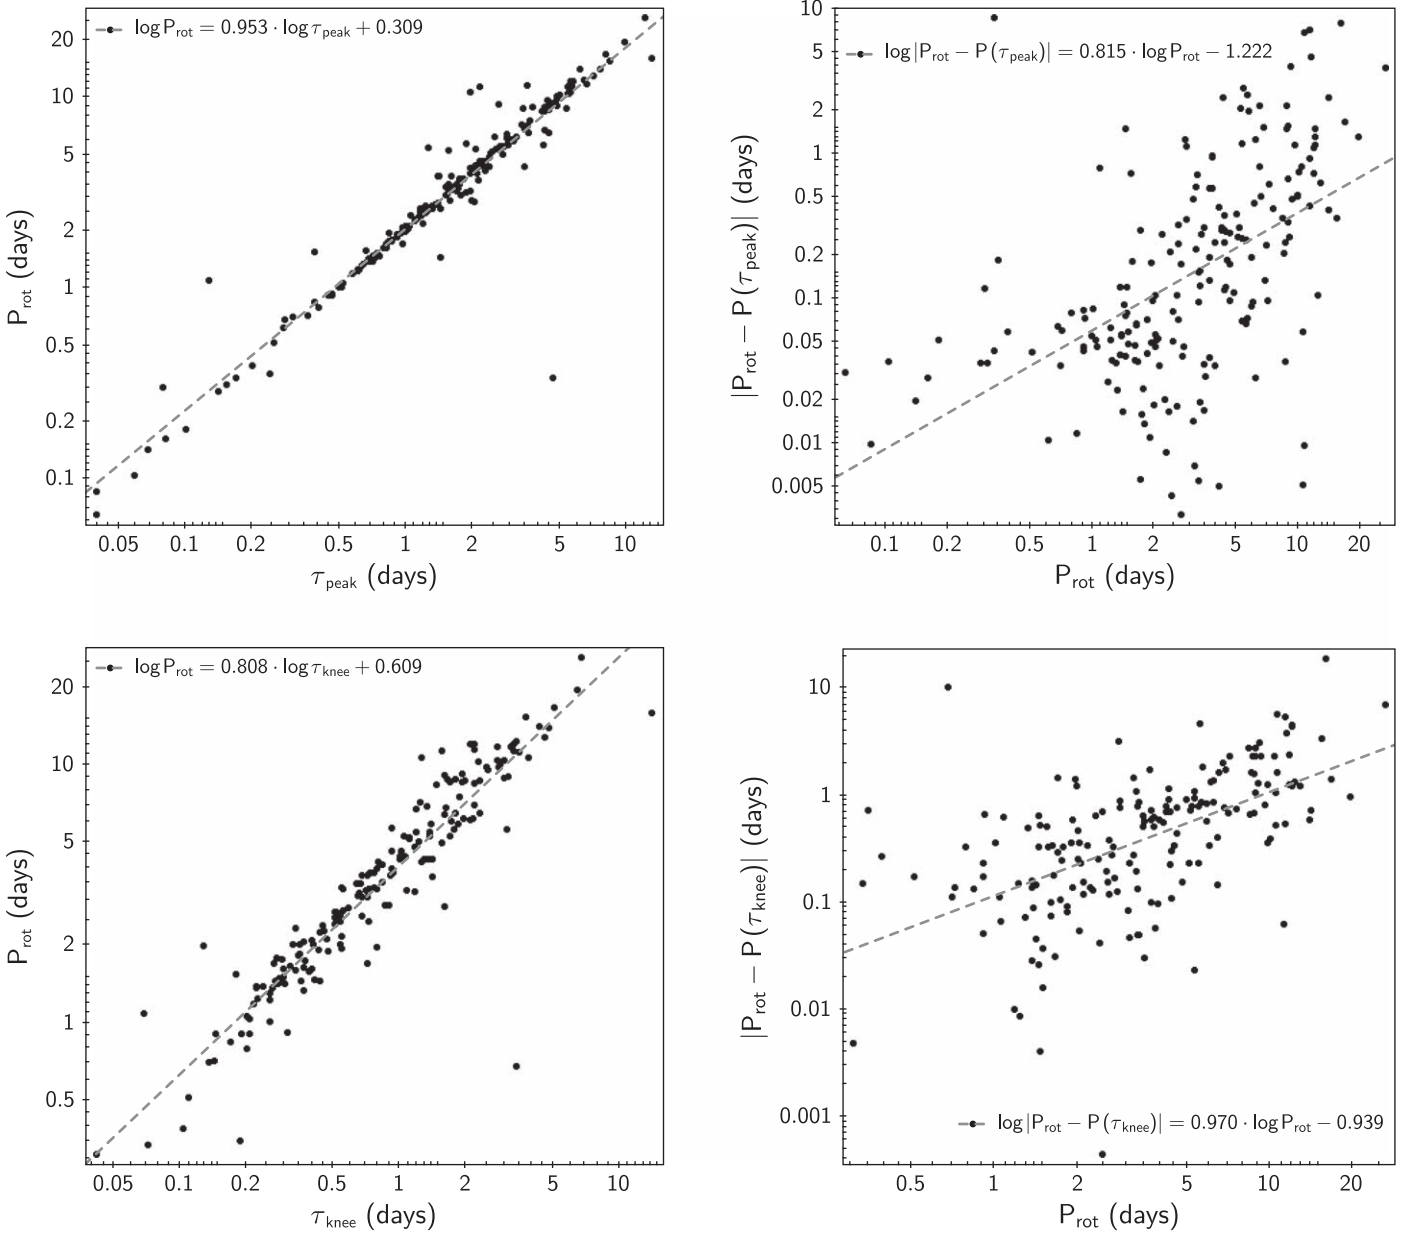 log P_rot = 0.953 · log τ_peak + 0.309
20
10
5
2
1
0.5
0.2
0.1
P_rot (days)
0.05 0.1 0.2 0.5 1 2 5 10
τ_peak (days)
log |P_rot − P(τ_peak)| = 0.815 · log P_rot − 1.222
10
5
2
1
0.5
0.2
0.1
0.05
0.02
0.01
0.005
|P_rot − P(τ_peak)| (days)
0.1 0.2 0.5 1 2 5 10 20
P_rot (days)
log P_rot = 0.808 · log τ_knee + 0.609
20
10
5
2
1
0.5
P_rot (days)
0.05 0.1 0.2 0.5 1 2 5 10
τ_knee (days)
10
1
0.1
0.01
0.001
|P_rot − P(τ_knee)| (days)
log |P_rot − P(τ_knee)| = 0.970 · log P_rot − 0.939
0.5 1 2 5 10 20
P_rot (days)